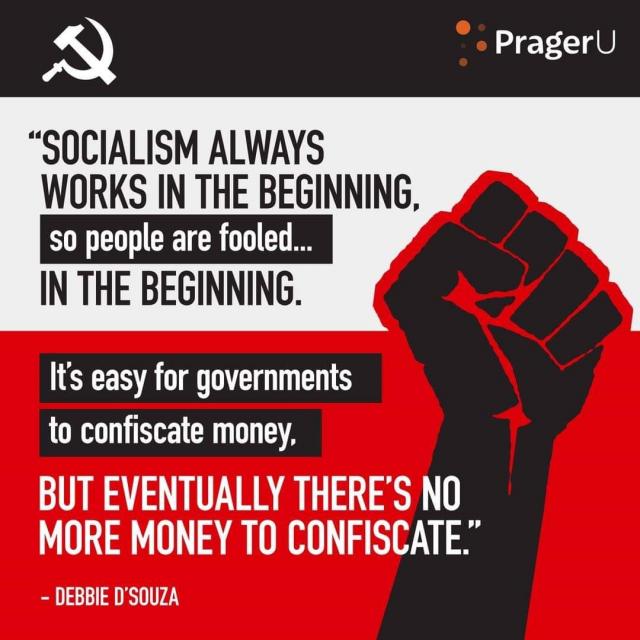 PragerU
“SOCIALISM ALWAYS
WORKS IN THE BEGINNING,
so people are fooled...
IN THE BEGINNING.
It's easy for governments
to confiscate money,
BUT EVENTUALLY THERE'S NO
MORE MONEY TO CONFISCATE.”
– DEBBIE D'SOUZA